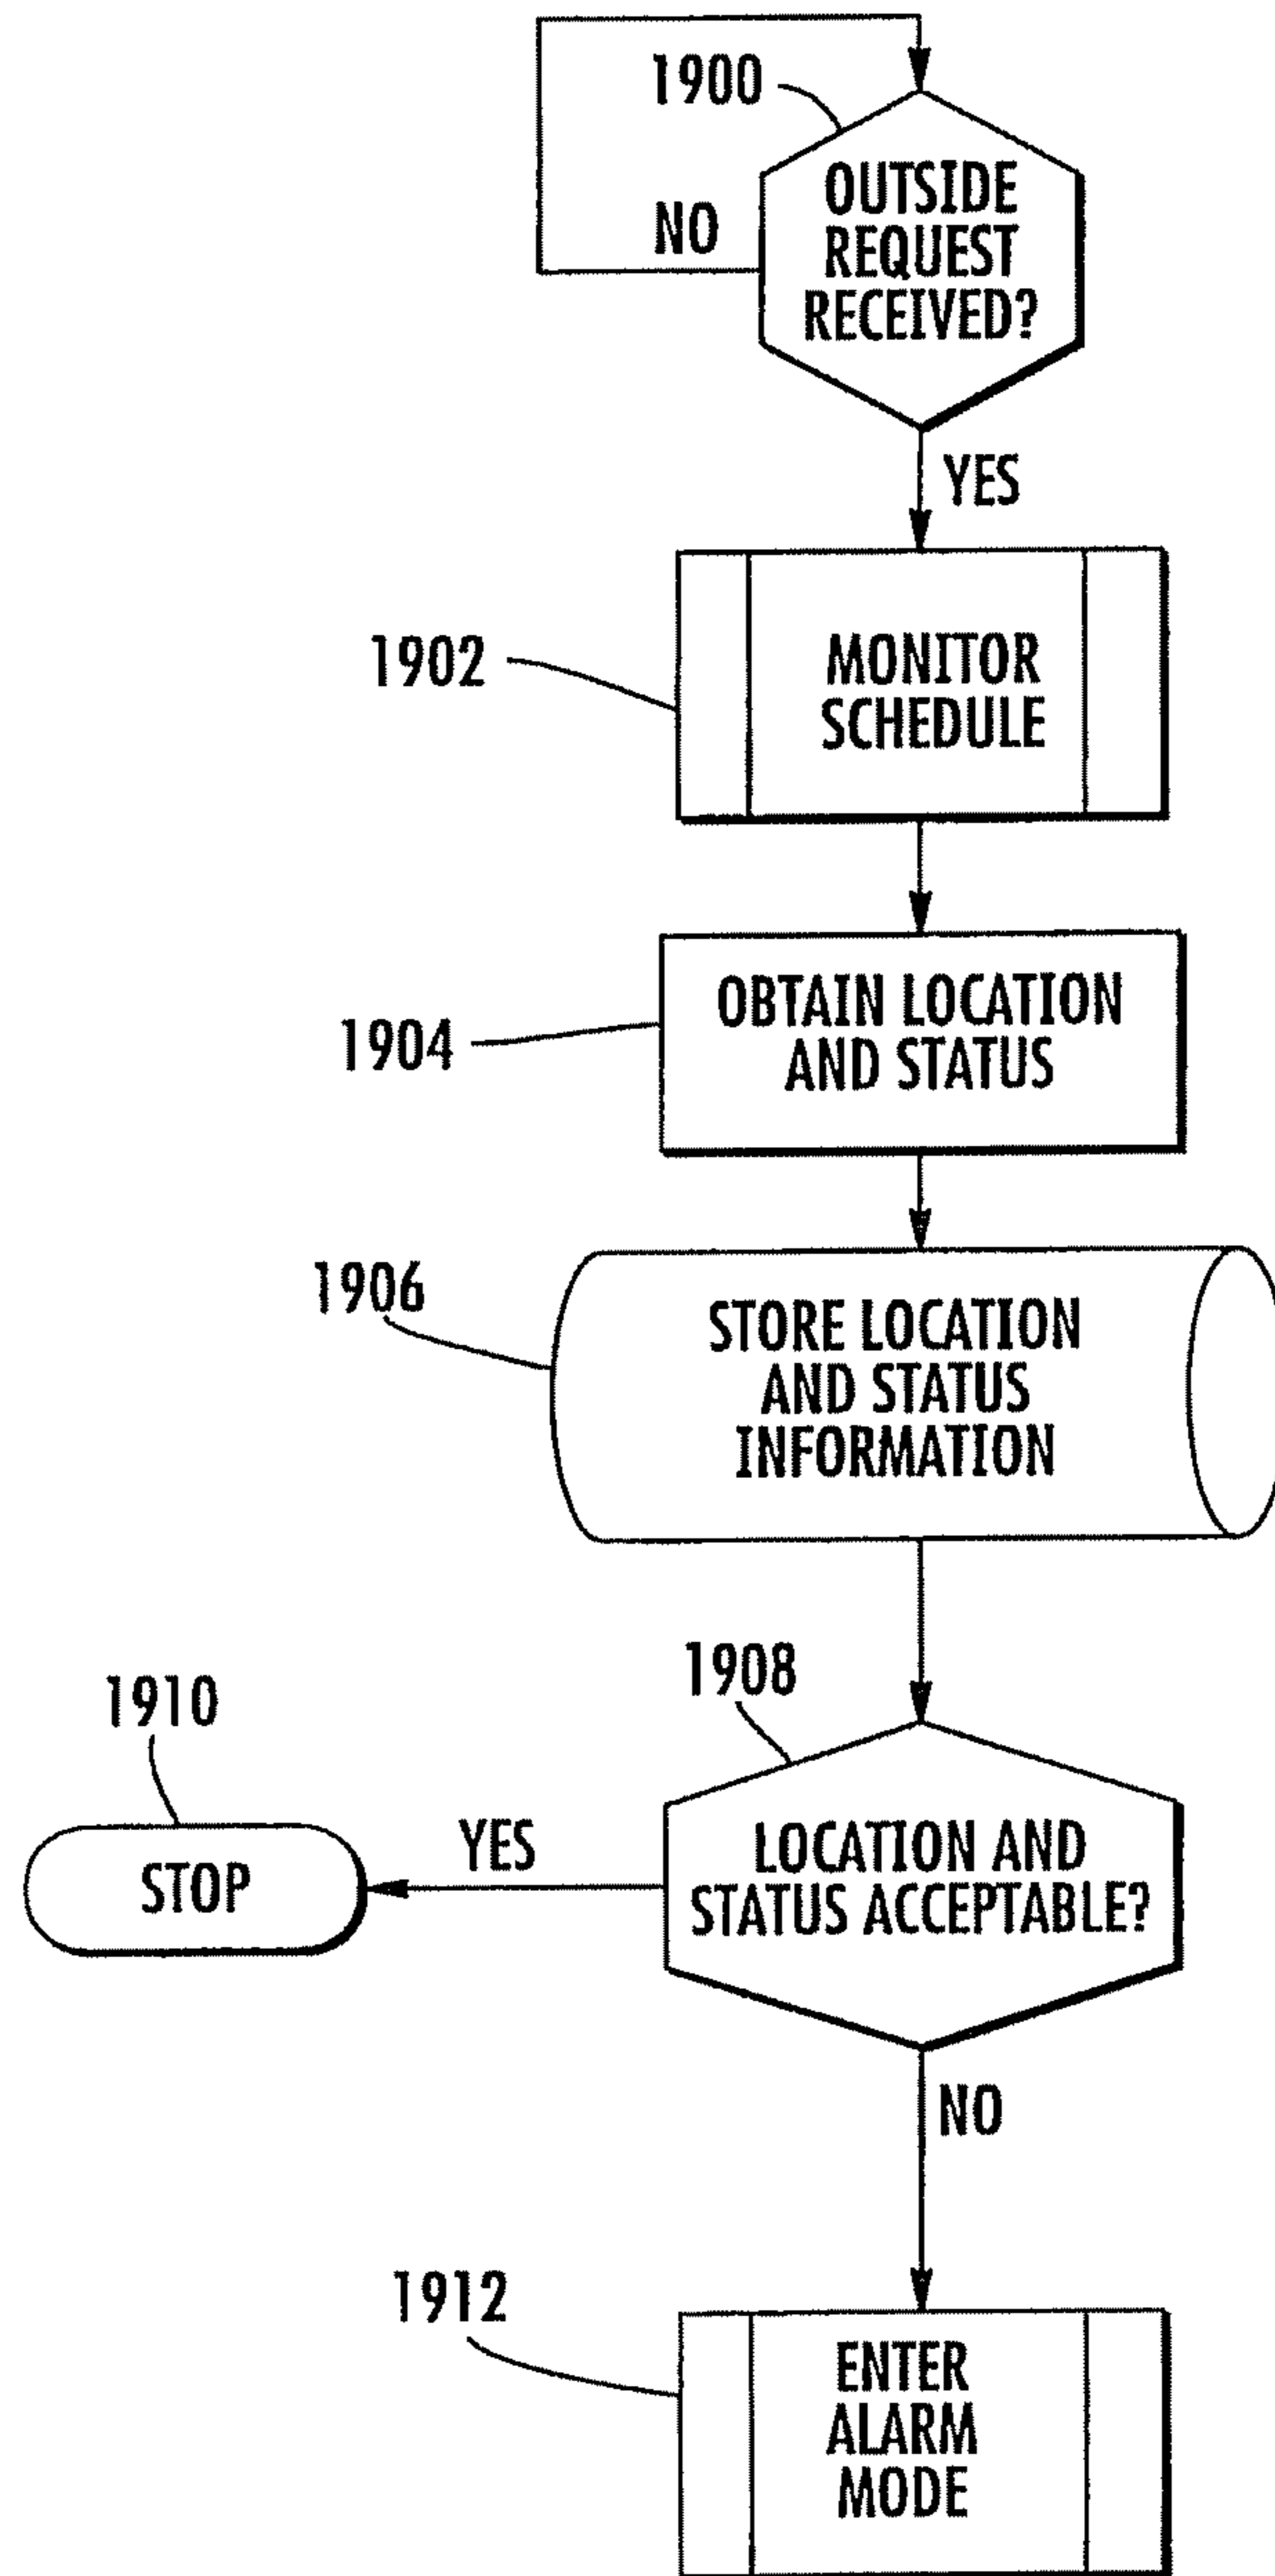 1900
OUTSIDE
REQUEST
RECEIVED?
NO
YES
1902
MONITOR
SCHEDULE
1904
OBTAIN LOCATION
AND STATUS
1906
STORE LOCATION
AND STATUS
INFORMATION
1908
1910
LOCATION AND
STATUS ACCEPTABLE?
YES
STOP
NO
1912
ENTER
ALARM
MODE